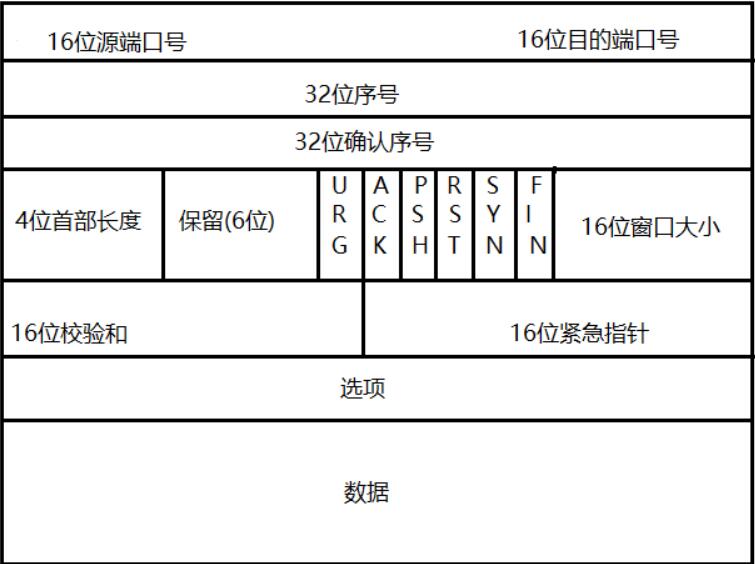 16位源端口号 16位目的端口号
32位序号
32位确认序号
4位首部长度 保留(6位) URG ACK PSH RST SYN FIN 16位窗口大小
16位校验和 16位紧急指针
选项
数据